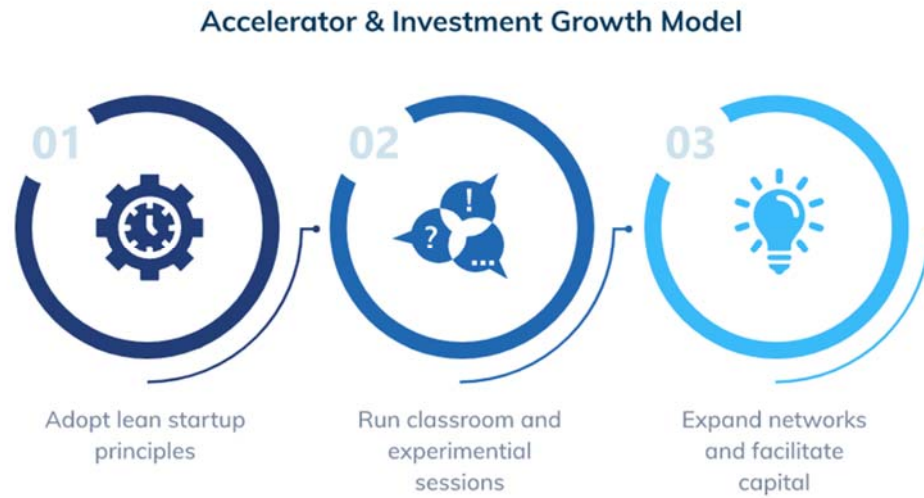 Accelerator & Investment Growth Model
01
02
03
!
?
...
Adopt lean startup
principles
Run classroom and
experimential
sessions
Expand networks
and facilitate
capital